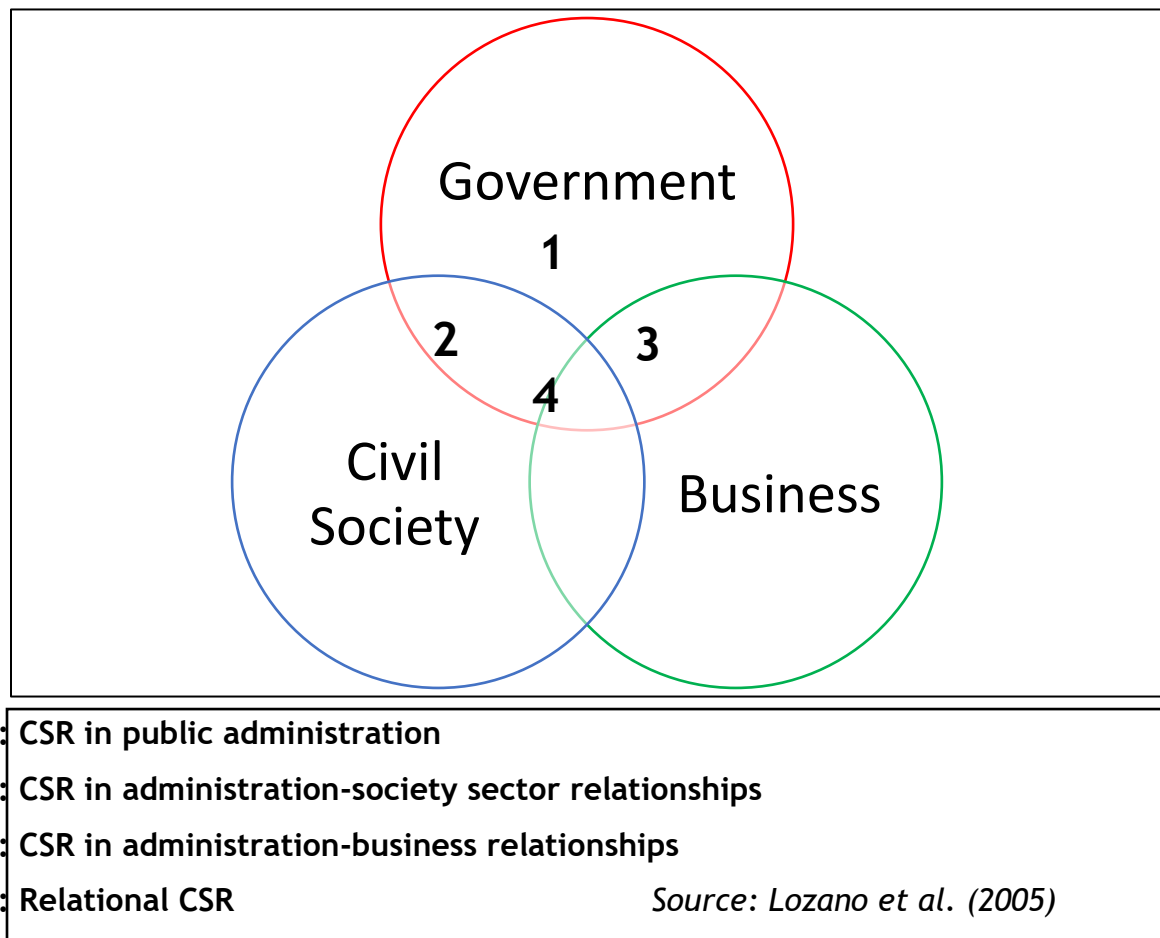 Government
1
2
3
4
Civil
Society
Business
: CSR in public administration
: CSR in administration-society sector relationships
: CSR in administration-business relationships
: Relational CSR Source: Lozano et al. (2005)